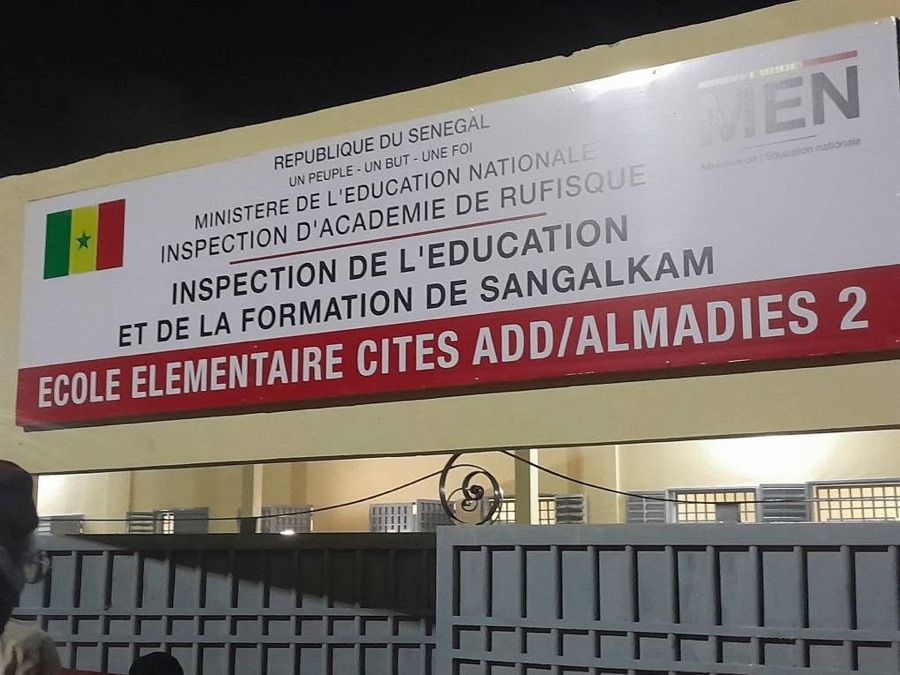 REPUBLIQUE DU SENEGAL
UN PEUPLE - UN BUT - UNE FOI
MINISTERE DE L'EDUCATION NATIONALE
INSPECTION D'ACADEMIE DE RUFISQUE
INSPECTION DE L'EDUCATION
ET DE LA FORMATION DE SANGALKAM
ECOLE ELEMENTAIRE CITES ADD/ALMADIES 2
MEN
Ministère de l'Education nationale